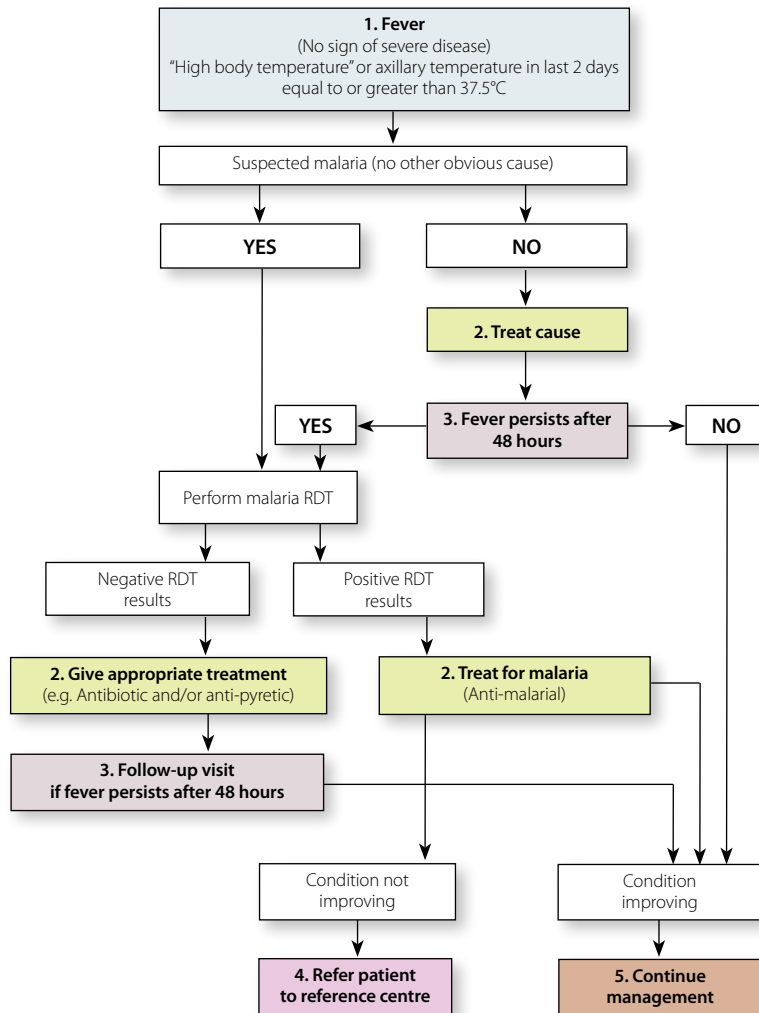 1. Fever
(No sign of severe disease)
“High body temperature” or axillary temperature in last 2 days
equal to or greater than 37.5°C
Suspected malaria (no other obvious cause)
YES
NO
2. Treat cause
YES
3. Fever persists after
48 hours
NO
Perform malaria RDT
Negative RDT
results
Positive RDT
results
2. Give appropriate treatment
(e.g. Antibiotic and/or anti-pyretic)
2. Treat for malaria
(Anti-malarial)
3. Follow-up visit
if fever persists after 48 hours
Condition not
improving
Condition
improving
4. Refer patient
to reference centre
5. Continue
management